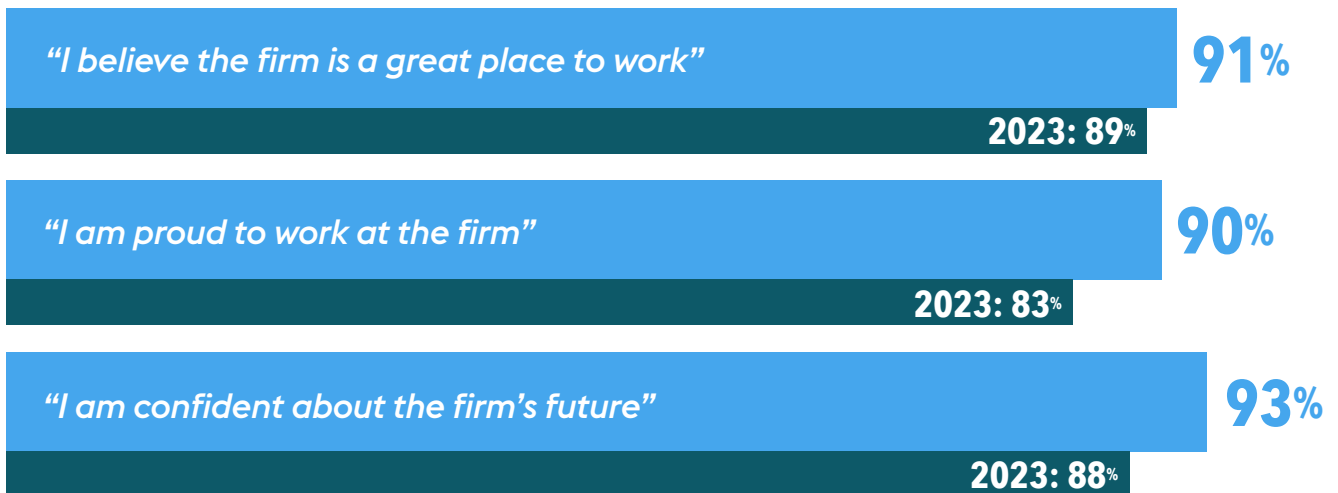 “I believe the firm is a great place to work”
91%
2023: 89%
“I am proud to work at the firm”
90%
2023: 83%
“I am confident about the firm’s future”
93%
2023: 88%